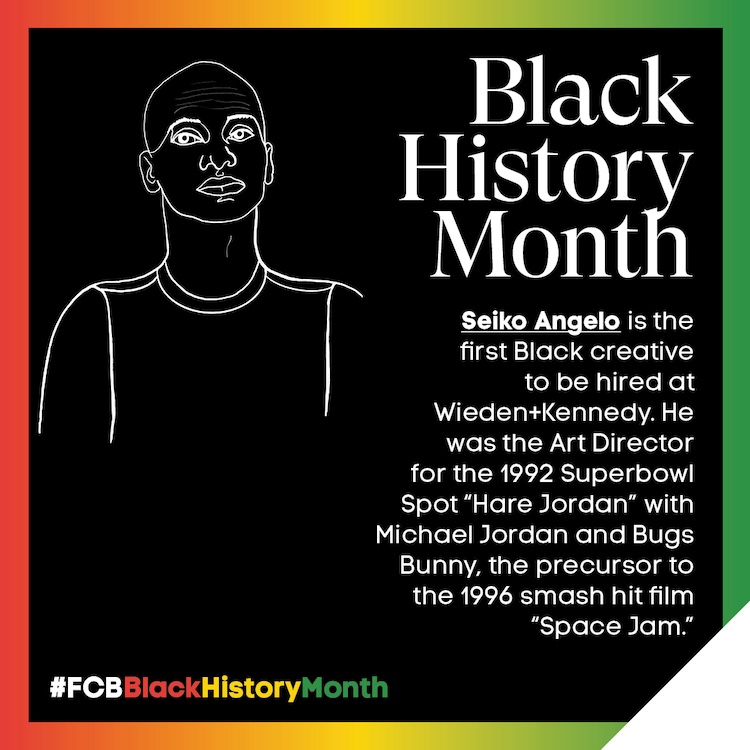 Black
History
Month
Seiko Angelo is the
first Black creative
to be hired at
Wieden+Kennedy. He
was the Art Director
for the 1992 Superbowl
Spot “Hare Jordan” with
Michael Jordan and Bugs
Bunny, the precursor to
the 1996 smash hit film
“Space Jam.”
#FCBBlackHistoryMonth